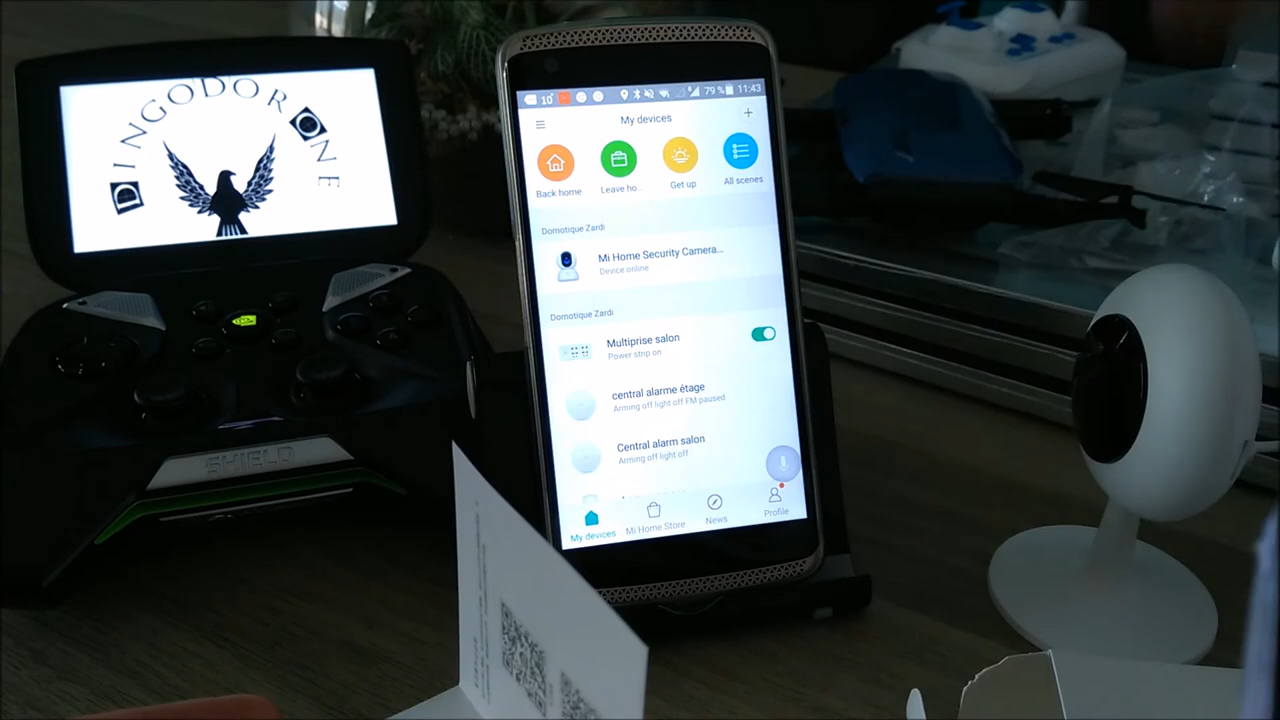 DINGODORONE
SHIELD
10° 79 % 11:43
My devices
Back home
Leave ho...
Get up
All scenes
Domotique Zardi
Mi Home Security Camera...
Device online
Domotique Zardi
Multiprise salon
Power strip on
central alarme étage
Arming off light off FM paused
Central alarm salon
Arming off light off
My devices
Mi Home Store
News
Profile